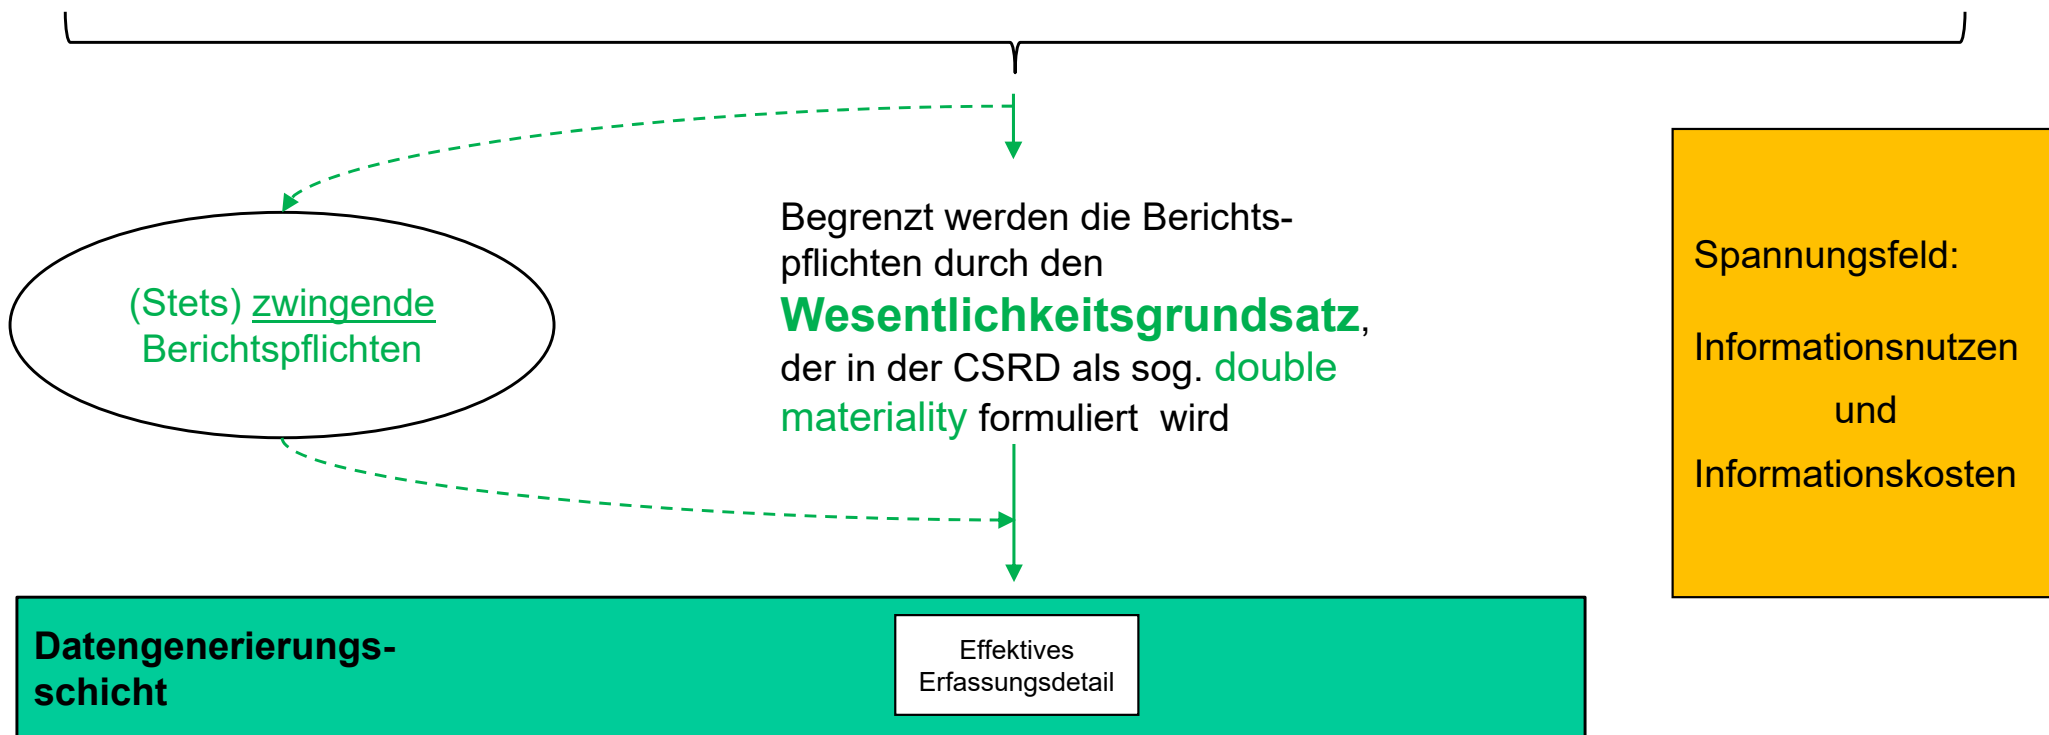 (Stets) zwingende
Berichtspflichten
Begrenzt werden die Berichts-
pflichten durch den
Wesentlichkeitsgrundsatz,
der in der CSRD als sog. double
materiality formuliert wird
Spannungsfeld:
Informationsnutzen
und
Informationskosten
Datengenerierungs-
schicht
Effektives
Erfassungsdetail